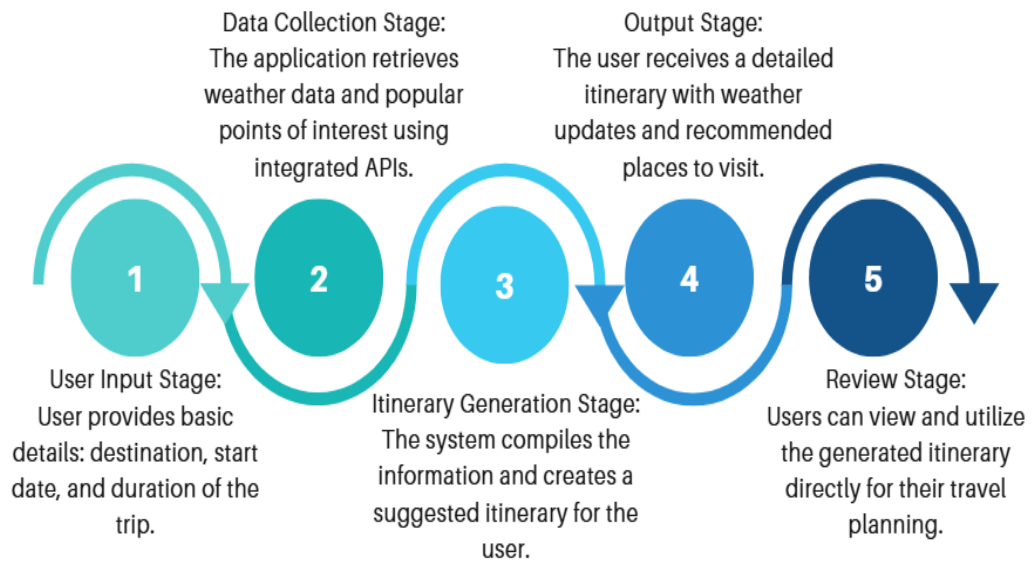 Data Collection Stage:
The application retrieves
weather data and popular
points of interest using
integrated APIs.
Output Stage:
The user receives a detailed
itinerary with weather
updates and recommended
places to visit.
1
2
3
4
5
User Input Stage:
User provides basic
details: destination, start
date, and duration of the
trip.
Itinerary Generation Stage:
The system compiles the
information and creates a
suggested itinerary for the
user.
Review Stage:
Users can view and utilize
the generated itinerary
directly for their travel
planning.